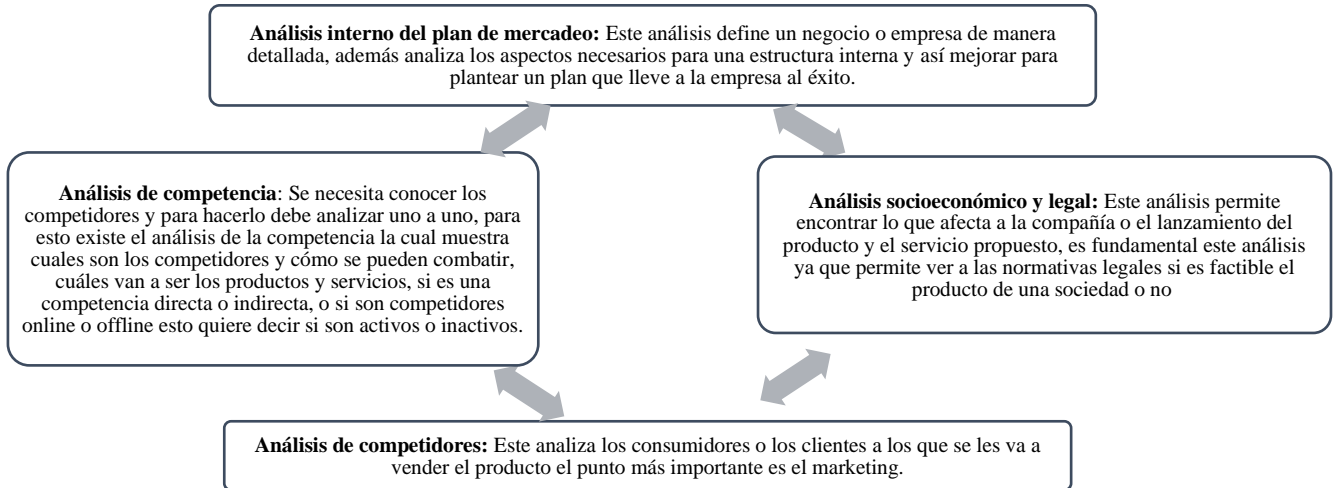 Análisis interno del plan de mercadeo: Este análisis define un negocio o empresa de manera
detallada, además analiza los aspectos necesarios para una estructura interna y así mejorar para
plantear un plan que lleve a la empresa al éxito.
Análisis de competencia: Se necesita conocer los
competidores y para hacerlo debe analizar uno a uno, para
esto existe el análisis de la competencia la cual muestra
cuales son los competidores y cómo se pueden combatir,
cuáles van a ser los productos y servicios, si es una
competencia directa o indirecta, o si son competidores
online o offline esto quiere decir si son activos o inactivos.
Análisis socioeconómico y legal: Este análisis permite
encontrar lo que afecta a la compañía o el lanzamiento del
producto y el servicio propuesto, es fundamental este análisis
ya que permite ver a las normativas legales si es factible el
producto de una sociedad o no
Análisis de competidores: Este analiza los consumidores o los clientes a los que se les va a
vender el producto el punto más importante es el marketing.